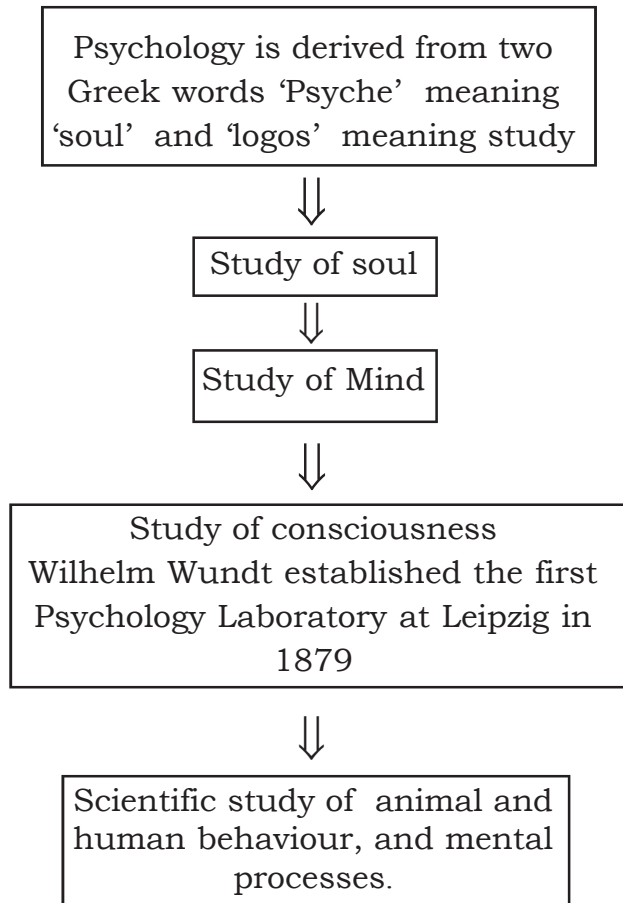 Psychology is derived from two
Greek words ‘Psyche’ meaning
‘soul’ and ‘logos’ meaning study
Study of soul
Study of Mind
Study of consciousness
Wilhelm Wundt established the first
Psychology Laboratory at Leipzig in
1879
Scientific study of animal and
human behaviour, and mental
processes.